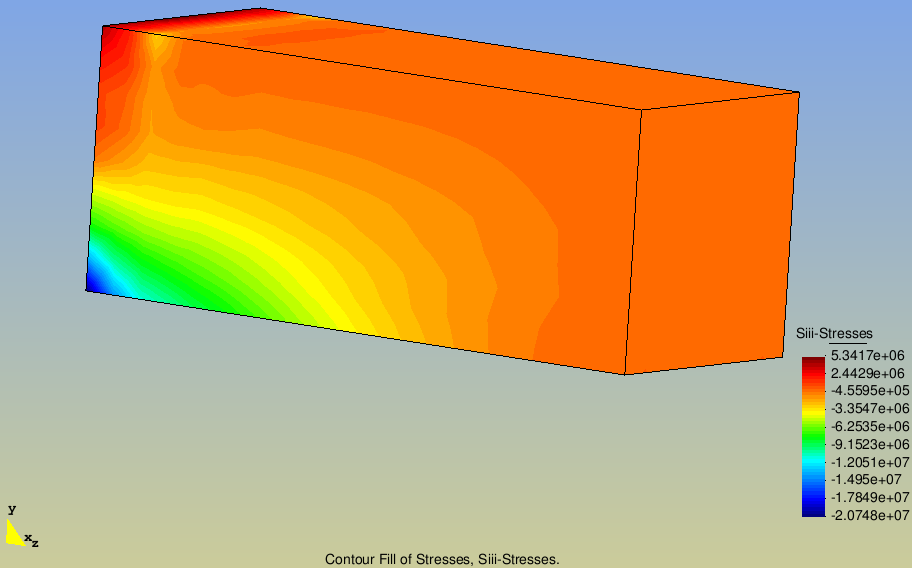 Siii-Stresses
5.3417e+06
2.4429e+06
-4.5595e+05
-3.3547e+06
-6.2535e+06
-9.1523e+06
-1.2051e+07
-1.495e+07
-1.7849e+07
-2.0748e+07
y
x
z
Contour Fill of Stresses, Siii-Stresses.